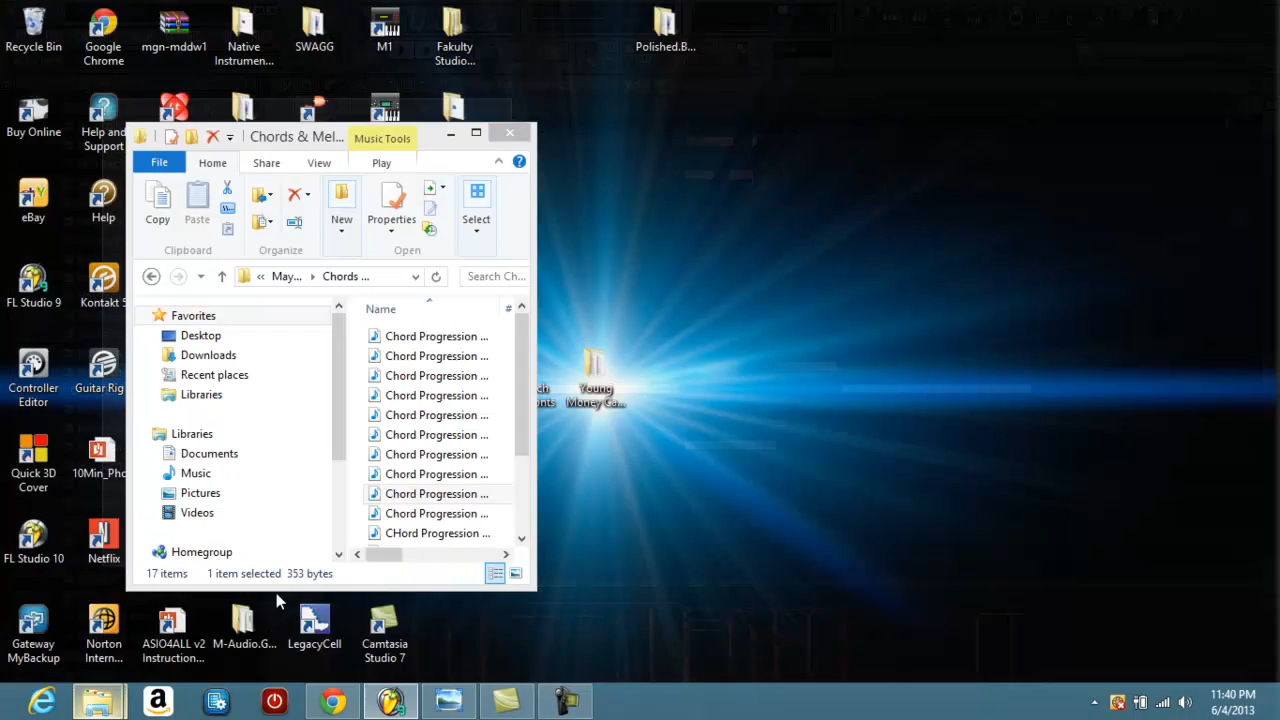 Recycle Bin
Google
Chrome
mgn-mddw1
Native
Instrumen...
SWAGG
M1
Fakulty
Studio...
Polished.B...
Buy Online
Help and
Support
eBay
Help
FL Studio 9
Kontakt 5
Controller
Editor
Guitar Rig
Quick 3D
Cover
10Min_Pho
FL Studio 10
Netflix
Gateway
MyBackup
Norton
Intern...
ASIO4ALL v2
Instruction...
M-Audio.G...
LegacyCell
Camtasia
Studio 7
Young
Money Ca...
Chords & Mel...
Music Tools
File
Home
Share
View
Play
Copy
Paste
New
Properties
Select
Clipboard
Organize
Open
« May...
Chords ...
Search Ch...
Favorites
Desktop
Downloads
Recent places
Libraries
Libraries
Documents
Music
Pictures
Videos
Homegroup
Name
#
Chord Progression ...
Chord Progression ...
Chord Progression ...
Chord Progression ...
Chord Progression ...
Chord Progression ...
Chord Progression ...
Chord Progression ...
Chord Progression ...
Chord Progression ...
CHord Progression ...
17 items
1 item selected 353 bytes
11:40 PM
6/4/2013